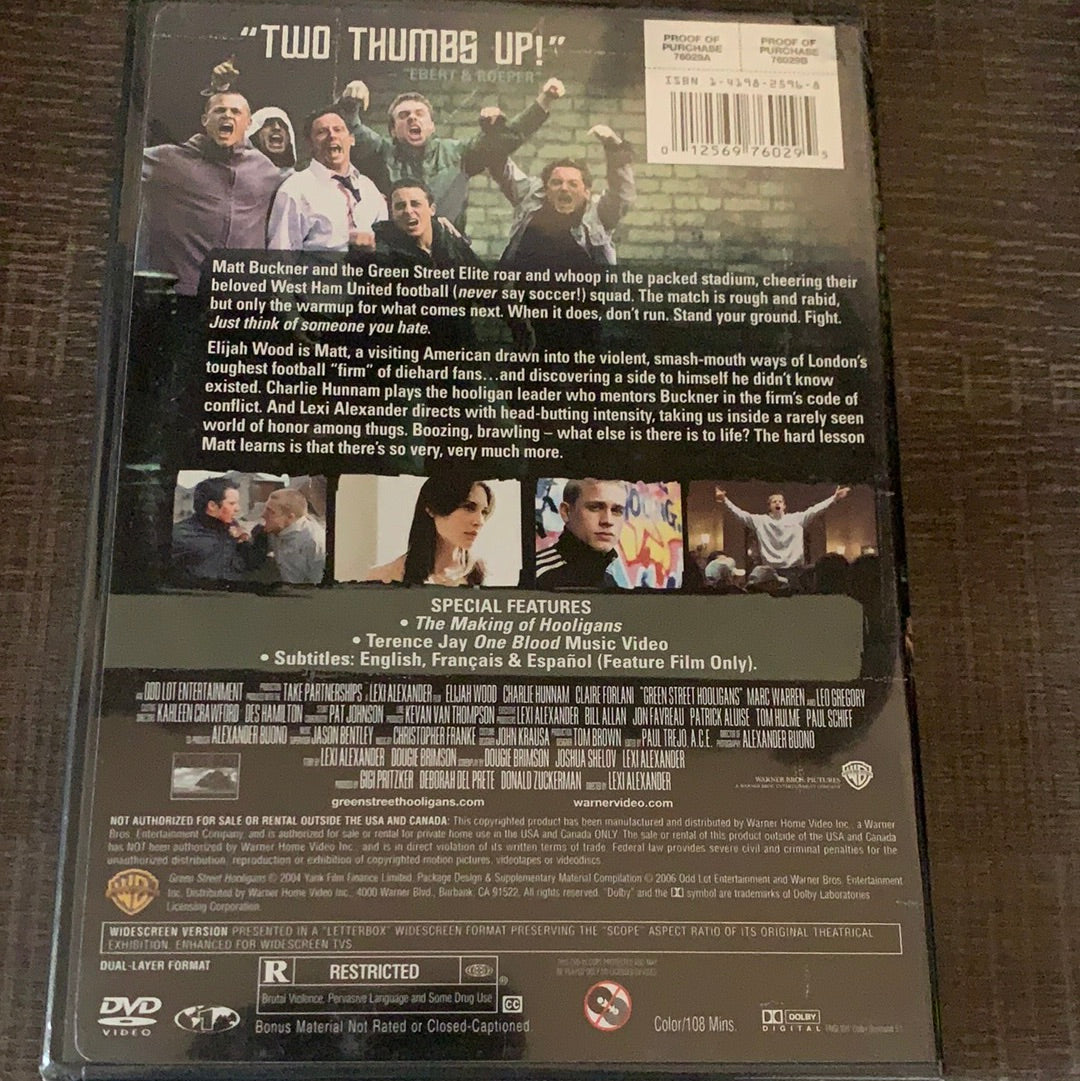 "TWO THUMBS UP!"
"EBERT & ROEPER"
PROOF OF PURCHASE 76029A
PROOF OF PURCHASE 76029B
ISBN 1-4198-2596-8
0 12569 76029 5
Matt Buckner and the Green Street Elite roar and whoop in the packed stadium, cheering their
beloved West Ham United football (never say soccer!) squad. The match is rough and rabid,
but only the warmup for what comes next. When it does, don't run. Stand your ground. Fight.
Just think of someone you hate.
Elijah Wood is Matt, a visiting American drawn into the violent, smash-mouth ways of London's
toughest football "firm" of diehard fans...and discovering a side to himself he didn't know
existed. Charlie Hunnam plays the hooligan leader who mentors Buckner in the firm's code of
conflict. And Lexi Alexander directs with head-butting intensity, taking us inside a rarely seen
world of honor among thugs. Boozing, brawling – what else is there is to life? The hard lesson
Matt learns is that there's so very, very much more.
SPECIAL FEATURES
• The Making of Hooligans
• Terence Jay One Blood Music Video
• Subtitles: English, Français & Español (Feature Film Only).
ODD LOT ENTERTAINMENT TAKE PARTNERSHIPS LEXI ALEXANDER ELIJAH WOOD CHARLIE HUNNAM CLAIRE FORLANI "GREEN STREET HOOLIGANS" MARC WARREN LEO GREGORY
KAHLEEN CRAWFORD DES HAMILTON PAT JOHNSON KEVAN VAN THOMPSON LEXI ALEXANDER BILL ALLAN JON FAVREAU PATRICK ALUISE TOM HULME PAUL SCHIFF
ALEXANDER BUONO JASON BENTLEY CHRISTOPHER FRANKE JOHN KRAUSA TOM BROWN PAUL TREJO, A.C.E. ALEXANDER BUONO
LEXI ALEXANDER DOUGIE BRIMSON DOUGIE BRIMSON JOSHUA SHELOV LEXI ALEXANDER
GIGI PRITZKER DEBORAH DEL PRETE DONALD ZUCKERMAN LEXI ALEXANDER
WARNER BROS. PICTURES
greenstreethooligans.com warnervideo.com
NOT AUTHORIZED FOR SALE OR RENTAL OUTSIDE THE USA AND CANADA: This copyrighted product has been manufactured and distributed by Warner Home Video Inc., a Warner
Bros. Entertainment Company, and is authorized for sale or rental for private home use in the USA and Canada ONLY. The sale or rental of this product outside of the USA and Canada
has NOT been authorized by Warner Home Video Inc., and is in direct violation of its written terms of trade. Federal law provides severe civil and criminal penalties for the
unauthorized distribution, reproduction or exhibition of copyrighted motion pictures, videotapes or videodiscs.
Green Street Hooligans © 2004 Yank Film Finance Limited. Package Design & Supplementary Material Compilation © 2006 Odd Lot Entertainment and Warner Bros. Entertainment
Inc. Distributed by Warner Home Video Inc., 4000 Warner Blvd., Burbank, CA 91522. All rights reserved. "Dolby" and the DD symbol are trademarks of Dolby Laboratories
Licensing Corporation.
WIDESCREEN VERSION PRESENTED IN A "LETTERBOX" WIDESCREEN FORMAT PRESERVING THE "SCOPE" ASPECT RATIO OF ITS ORIGINAL THEATRICAL
EXHIBITION. ENHANCED FOR WIDESCREEN TVS.
DUAL-LAYER FORMAT
R RESTRICTED
Brutal Violence, Pervasive Language and Some Drug Use CC
DVD VIDEO
1
Bonus Material Not Rated or Closed-Captioned.
Color/108 Mins.
DOLBY DIGITAL